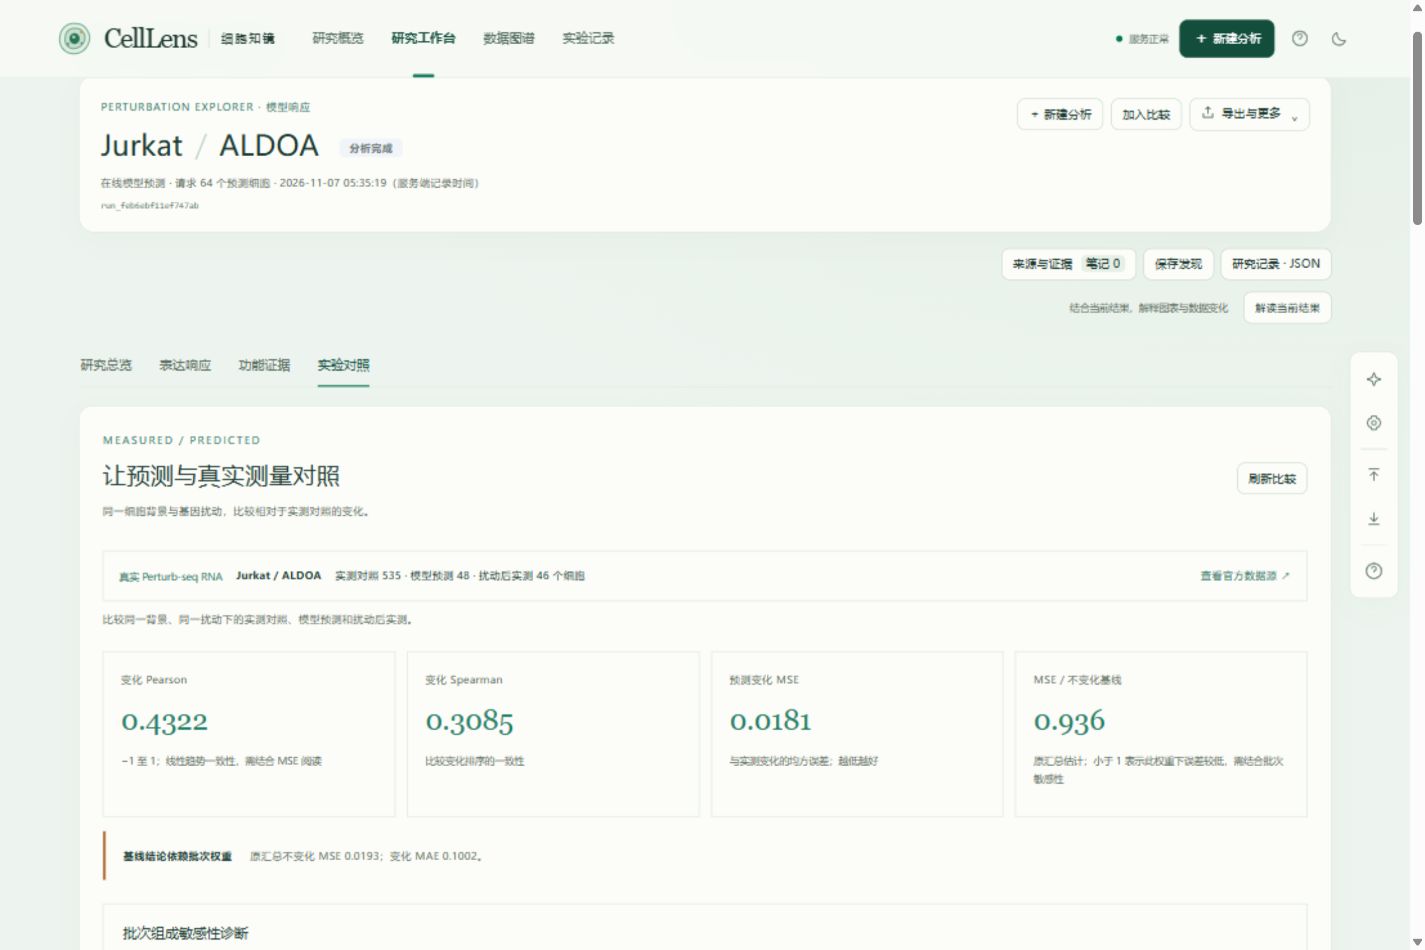 CellLens 细胞知镜 研究概览 研究工作台 数据图谱 实验记录 服务正常 + 新建分析
PERTURBATION EXPLORER · 模型响应
+ 新建分析 加入比较 导出与更多
Jurkat / ALDOA 分析完成
在线模型预测 · 请求 64 个预测细胞 · 2026-11-07 05:35:19（服务端记录时间）
run_feb6ebf11ef747ab
来源与证据 笔记 0 保存发现 研究记录 · JSON
结合当前结果，解释图表与数据变化 解读当前结果
研究总览 表达响应 功能证据 实验对照
MEASURED / PREDICTED
让预测与真实测量对照
刷新比较
同一细胞背景与基因扰动，比较相对于实测对照的变化。
真实 Perturb-seq RNA Jurkat / ALDOA 实测对照 535 · 模型预测 48 · 扰动后实测 46 个细胞 查看官方数据源 ↗
比较同一背景、同一扰动下的实测对照、模型预测和扰动后实测。
变化 Pearson
0.4322
−1 至 1；线性趋势一致性，需结合 MSE 阅读
变化 Spearman
0.3085
比较变化排序的一致性
预测变化 MSE
0.0181
与实测变化的均方误差；越低越好
MSE / 不变化基线
0.936
原汇总估计；小于 1 表示此权重下误差较低，需结合批次
敏感性
基线结论依赖批次权重 原汇总不变化 MSE 0.0193；变化 MAE 0.1002。
批次组成敏感性诊断